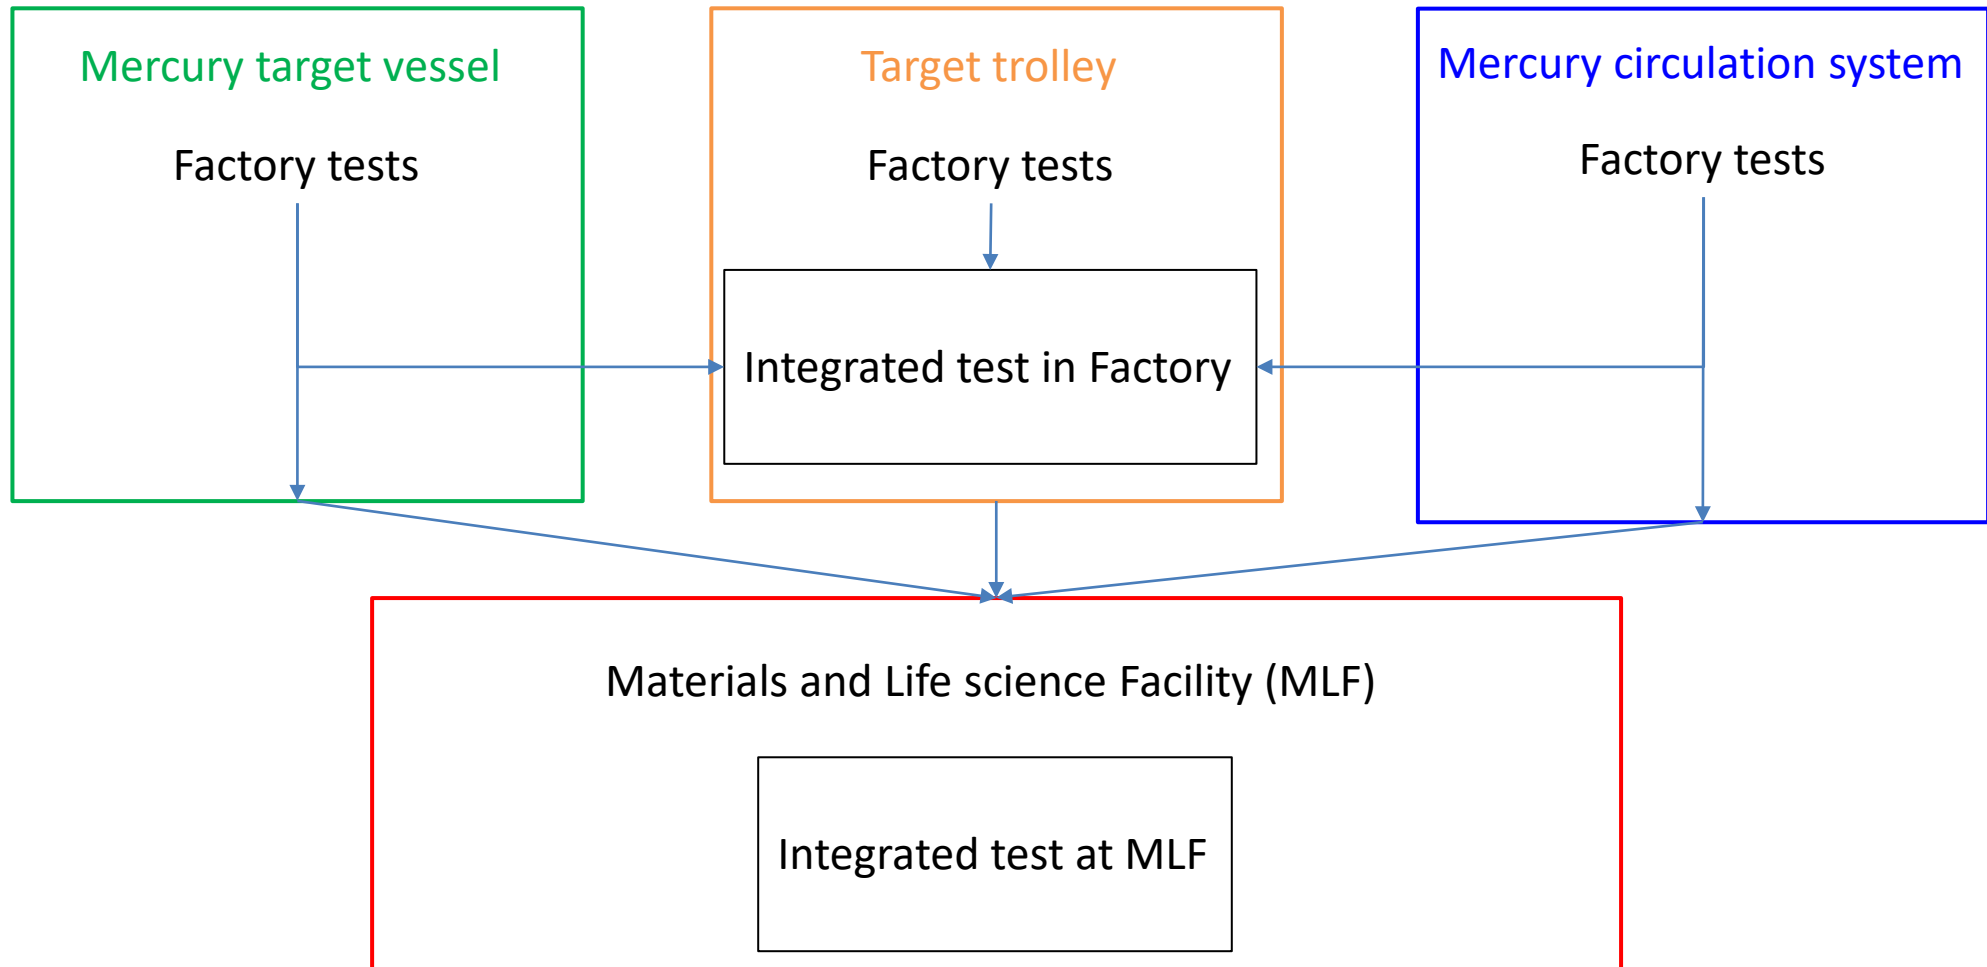 Mercury target vessel
Factory tests
Target trolley
Factory tests
Integrated test in Factory
Mercury circulation system
Factory tests
Materials and Life science Facility (MLF)
Integrated test at MLF